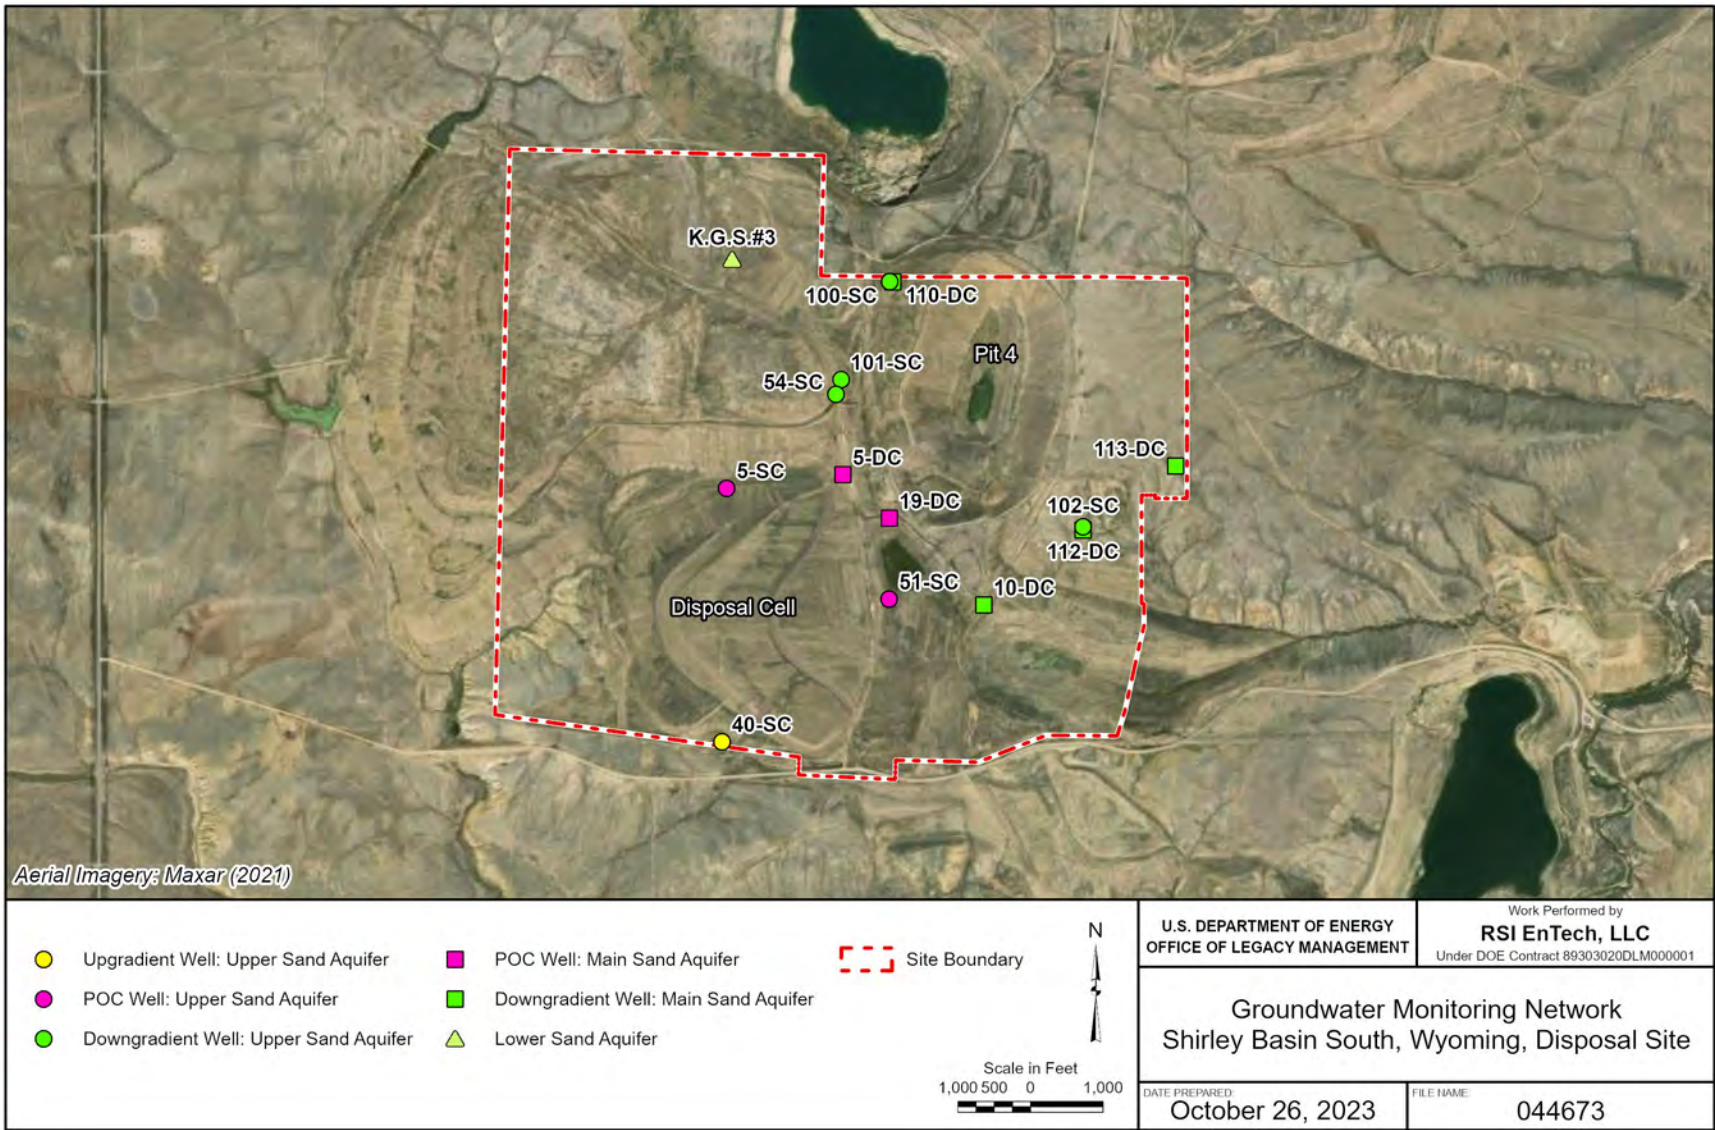 K.G.S.#3
100-SC
110-DC
Pit 4
101-SC
54-SC
113-DC
5-DC
5-SC
19-DC
102-SC
112-DC
51-SC
10-DC
Disposal Cell
40-SC
Aerial Imagery: Maxar (2021)
Upgradient Well: Upper Sand Aquifer
POC Well: Upper Sand Aquifer
Downgradient Well: Upper Sand Aquifer
POC Well: Main Sand Aquifer
Downgradient Well: Main Sand Aquifer
Lower Sand Aquifer
Site Boundary
N
Scale in Feet
1,000 500 0 1,000
U.S. DEPARTMENT OF ENERGY
OFFICE OF LEGACY MANAGEMENT
Work Performed by
RSI EnTech, LLC
Under DOE Contract 89303020DLM000001
Groundwater Monitoring Network
Shirley Basin South, Wyoming, Disposal Site
DATE PREPARED:
October 26, 2023
FILE NAME:
044673